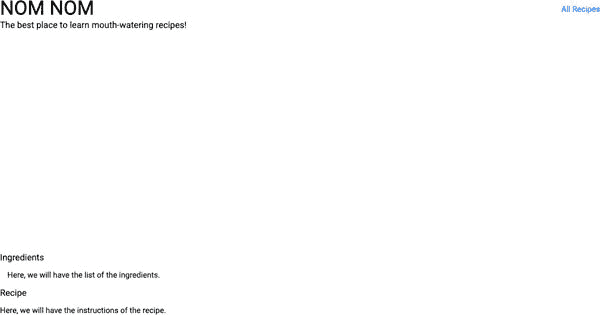 NOM NOM
All Recipes
The best place to learn mouth-watering recipes!
Ingredients
Here, we will have the list of the ingredients.
Recipe
Here, we will have the instructions of the recipe.